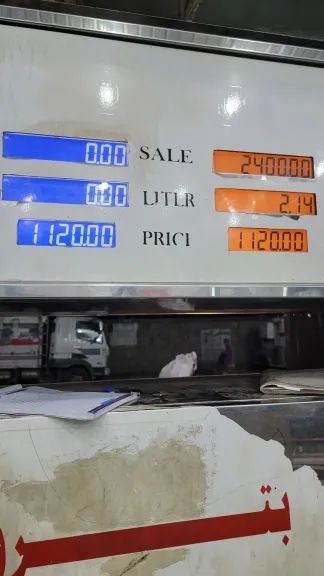 0.00 SALE 2400.00
0.00 LITER 2.14
1120.00 PRICE 1120.00
بتر